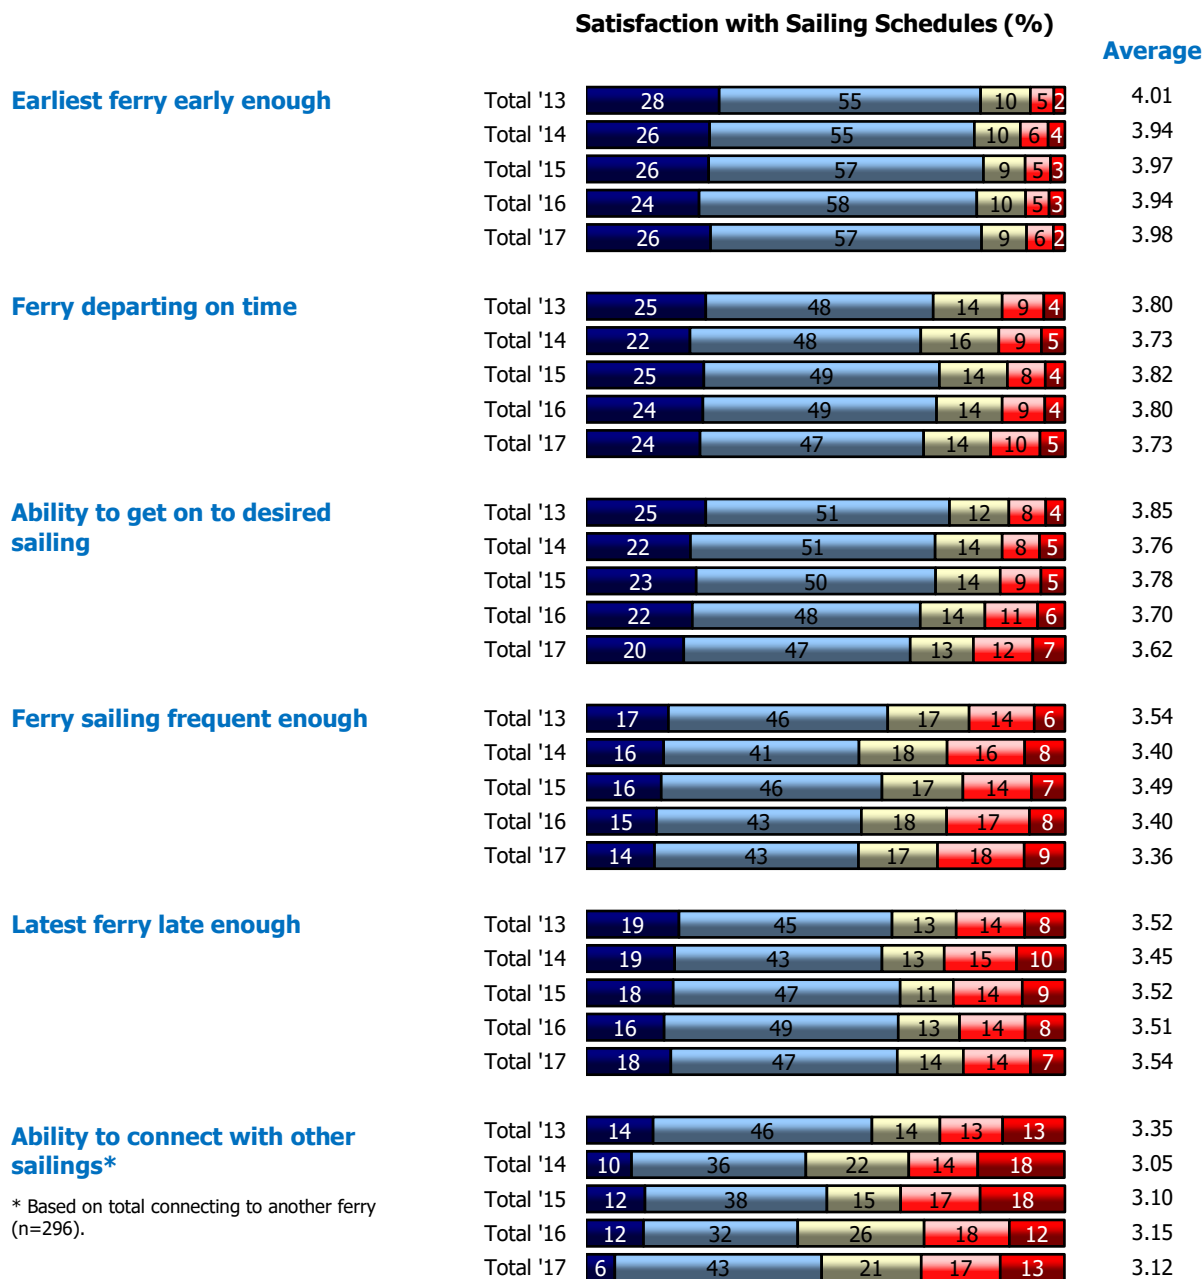 Satisfaction with Sailing Schedules (%)
Average
Earliest ferry early enough
Total '13 28 55 10 5 2 4.01
Total '14 26 55 10 6 4 3.94
Total '15 26 57 9 5 3 3.97
Total '16 24 58 10 5 3 3.94
Total '17 26 57 9 6 2 3.98
Ferry departing on time
Total '13 25 48 14 9 4 3.80
Total '14 22 48 16 9 5 3.73
Total '15 25 49 14 8 4 3.82
Total '16 24 49 14 9 4 3.80
Total '17 24 47 14 10 5 3.73
Ability to get on to desired
sailing
Total '13 25 51 12 8 4 3.85
Total '14 22 51 14 8 5 3.76
Total '15 23 50 14 9 5 3.78
Total '16 22 48 14 11 6 3.70
Total '17 20 47 13 12 7 3.62
Ferry sailing frequent enough
Total '13 17 46 17 14 6 3.54
Total '14 16 41 18 16 8 3.40
Total '15 16 46 17 14 7 3.49
Total '16 15 43 18 17 8 3.40
Total '17 14 43 17 18 9 3.36
Latest ferry late enough
Total '13 19 45 13 14 8 3.52
Total '14 19 43 13 15 10 3.45
Total '15 18 47 11 14 9 3.52
Total '16 16 49 13 14 8 3.51
Total '17 18 47 14 14 7 3.54
Ability to connect with other
sailings*
* Based on total connecting to another ferry
(n=296).
Total '13 14 46 14 13 13 3.35
Total '14 10 36 22 14 18 3.05
Total '15 12 38 15 17 18 3.10
Total '16 12 32 26 18 12 3.15
Total '17 6 43 21 17 13 3.12